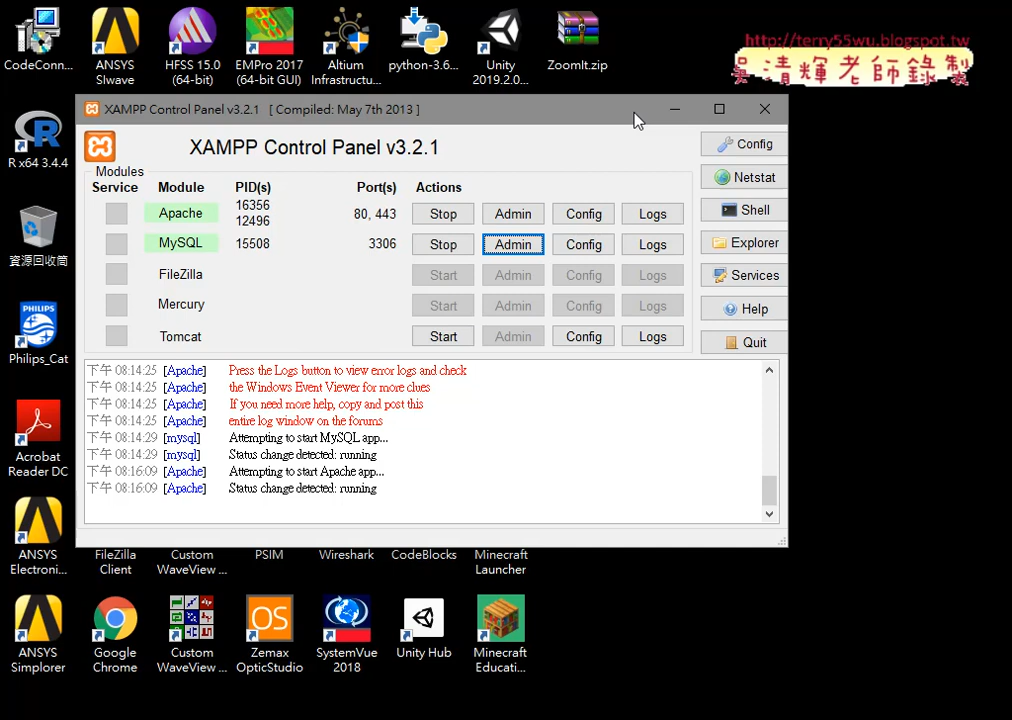 CodeConn...
ANSYS
SIwave
HFSS 15.0
(64-bit)
EMPro 2017
(64-bit GUI)
Altium
Infrastructu...
python-3.6...
Unity
2019.2.0...
ZoomIt.zip
http://terry55wu.blogspot.tw
吳清輝老師錄製
R x64 3.4.4
資源回收筒
PHILIPS
Philips_Cat
Acrobat
Reader DC
ANSYS
Electroni...
ANSYS
Simplorer
XAMPP Control Panel v3.2.1 [ Compiled: May 7th 2013 ]
XAMPP Control Panel v3.2.1
Config
Modules
Service Module PID(s) Port(s) Actions
Netstat
Apache 16356
12496 80, 443 Stop Admin Config Logs
Shell
MySQL 15508 3306 Stop Admin Config Logs
Explorer
FileZilla Start Admin Config Logs
Services
Mercury Start Admin Config Logs
Help
Tomcat Start Admin Config Logs
Quit
下午 08:14:25 [Apache] Press the Logs button to view error logs and check
下午 08:14:25 [Apache] the Windows Event Viewer for more clues
下午 08:14:25 [Apache] If you need more help, copy and post this
下午 08:14:25 [Apache] entire log window on the forums
下午 08:14:29 [mysql] Attempting to start MySQL app...
下午 08:14:29 [mysql] Status change detected: running
下午 08:16:09 [Apache] Attempting to start Apache app...
下午 08:16:09 [Apache] Status change detected: running
FileZilla
Client
Custom
WaveView ...
PSIM
Wireshark
CodeBlocks
Minecraft
Launcher
Google
Chrome
Custom
WaveView ...
OS
Zemax
OpticStudio
SystemVue
2018
Unity Hub
Minecraft
Educati...